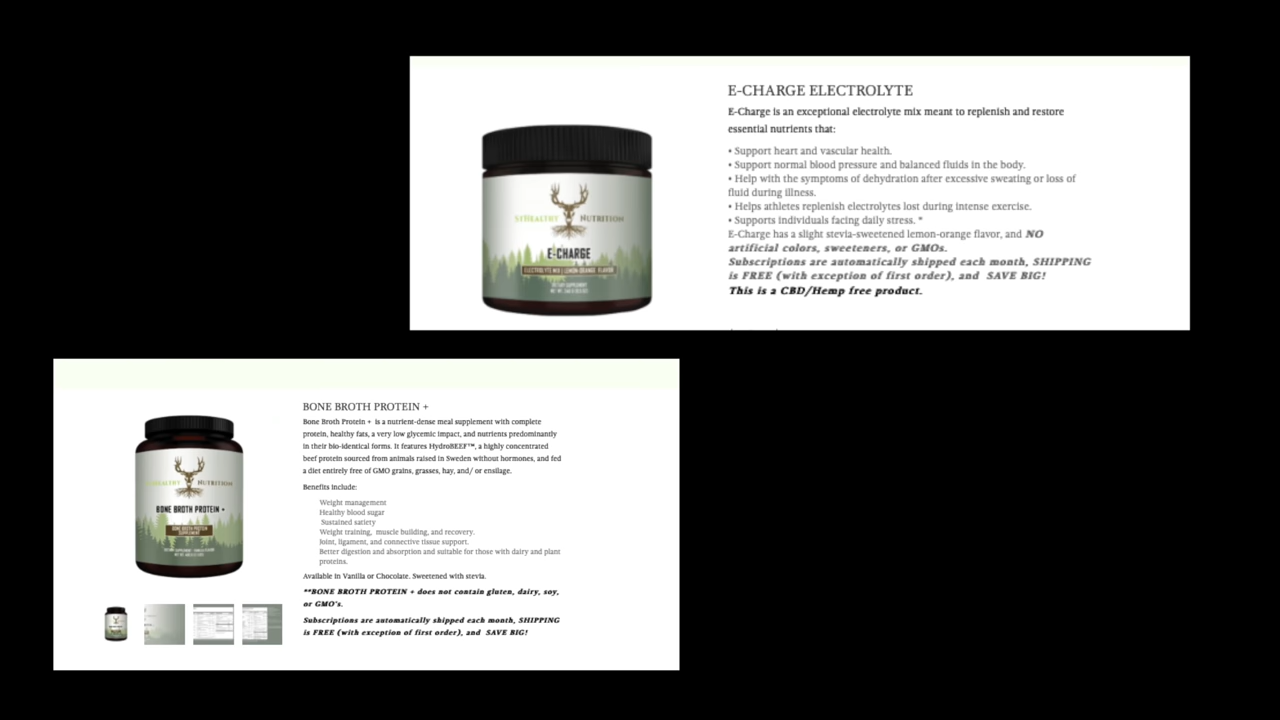 E-CHARGE ELECTROLYTE
E-Charge is an exceptional electrolyte mix meant to replenish and restore
essential nutrients that:
• Support heart and vascular health.
• Support normal blood pressure and balanced fluids in the body.
• Help with the symptoms of dehydration after excessive sweating or loss of
fluid during illness.
• Helps athletes replenish electrolytes lost during intense exercise.
• Supports individuals facing daily stress. *
E-Charge has a slight stevia-sweetened lemon-orange flavor, and NO
artificial colors, sweeteners, or GMOs.
Subscriptions are automatically shipped each month, SHIPPING
is FREE (with exception of first order), and SAVE BIG!
This is a CBD/Hemp free product.
NUTRITION
E-CHARGE
ELECTROLYTE MIX LEMON-ORANGE FLAVOR
DIETARY SUPPLEMENT
BONE BROTH PROTEIN +
Bone Broth Protein + is a nutrient-dense meal supplement with complete
protein, healthy fats, a very low glycemic impact, and nutrients predominantly
in their bio-identical forms. It features HydroBEEF™, a highly concentrated
beef protein sourced from animals raised in Sweden without hormones, and fed
a diet entirely free of GMO grains, grasses, hay, and/ or ensilage.
Benefits include:
Weight management
Healthy blood sugar
Sustained satiety
Weight training, muscle building, and recovery.
Joint, ligament, and connective tissue support.
Better digestion and absorption and suitable for those with dairy and plant
proteins.
Available in Vanilla or Chocolate. Sweetened with stevia.
**BONE BROTH PROTEIN + does not contain gluten, dairy, soy,
or GMO's.
Subscriptions are automatically shipped each month, SHIPPING
is FREE (with exception of first order), and SAVE BIG!
NUTRITION
BONE BROTH PROTEIN +
BONE BROTH PROTEIN
SUPPLEMENT